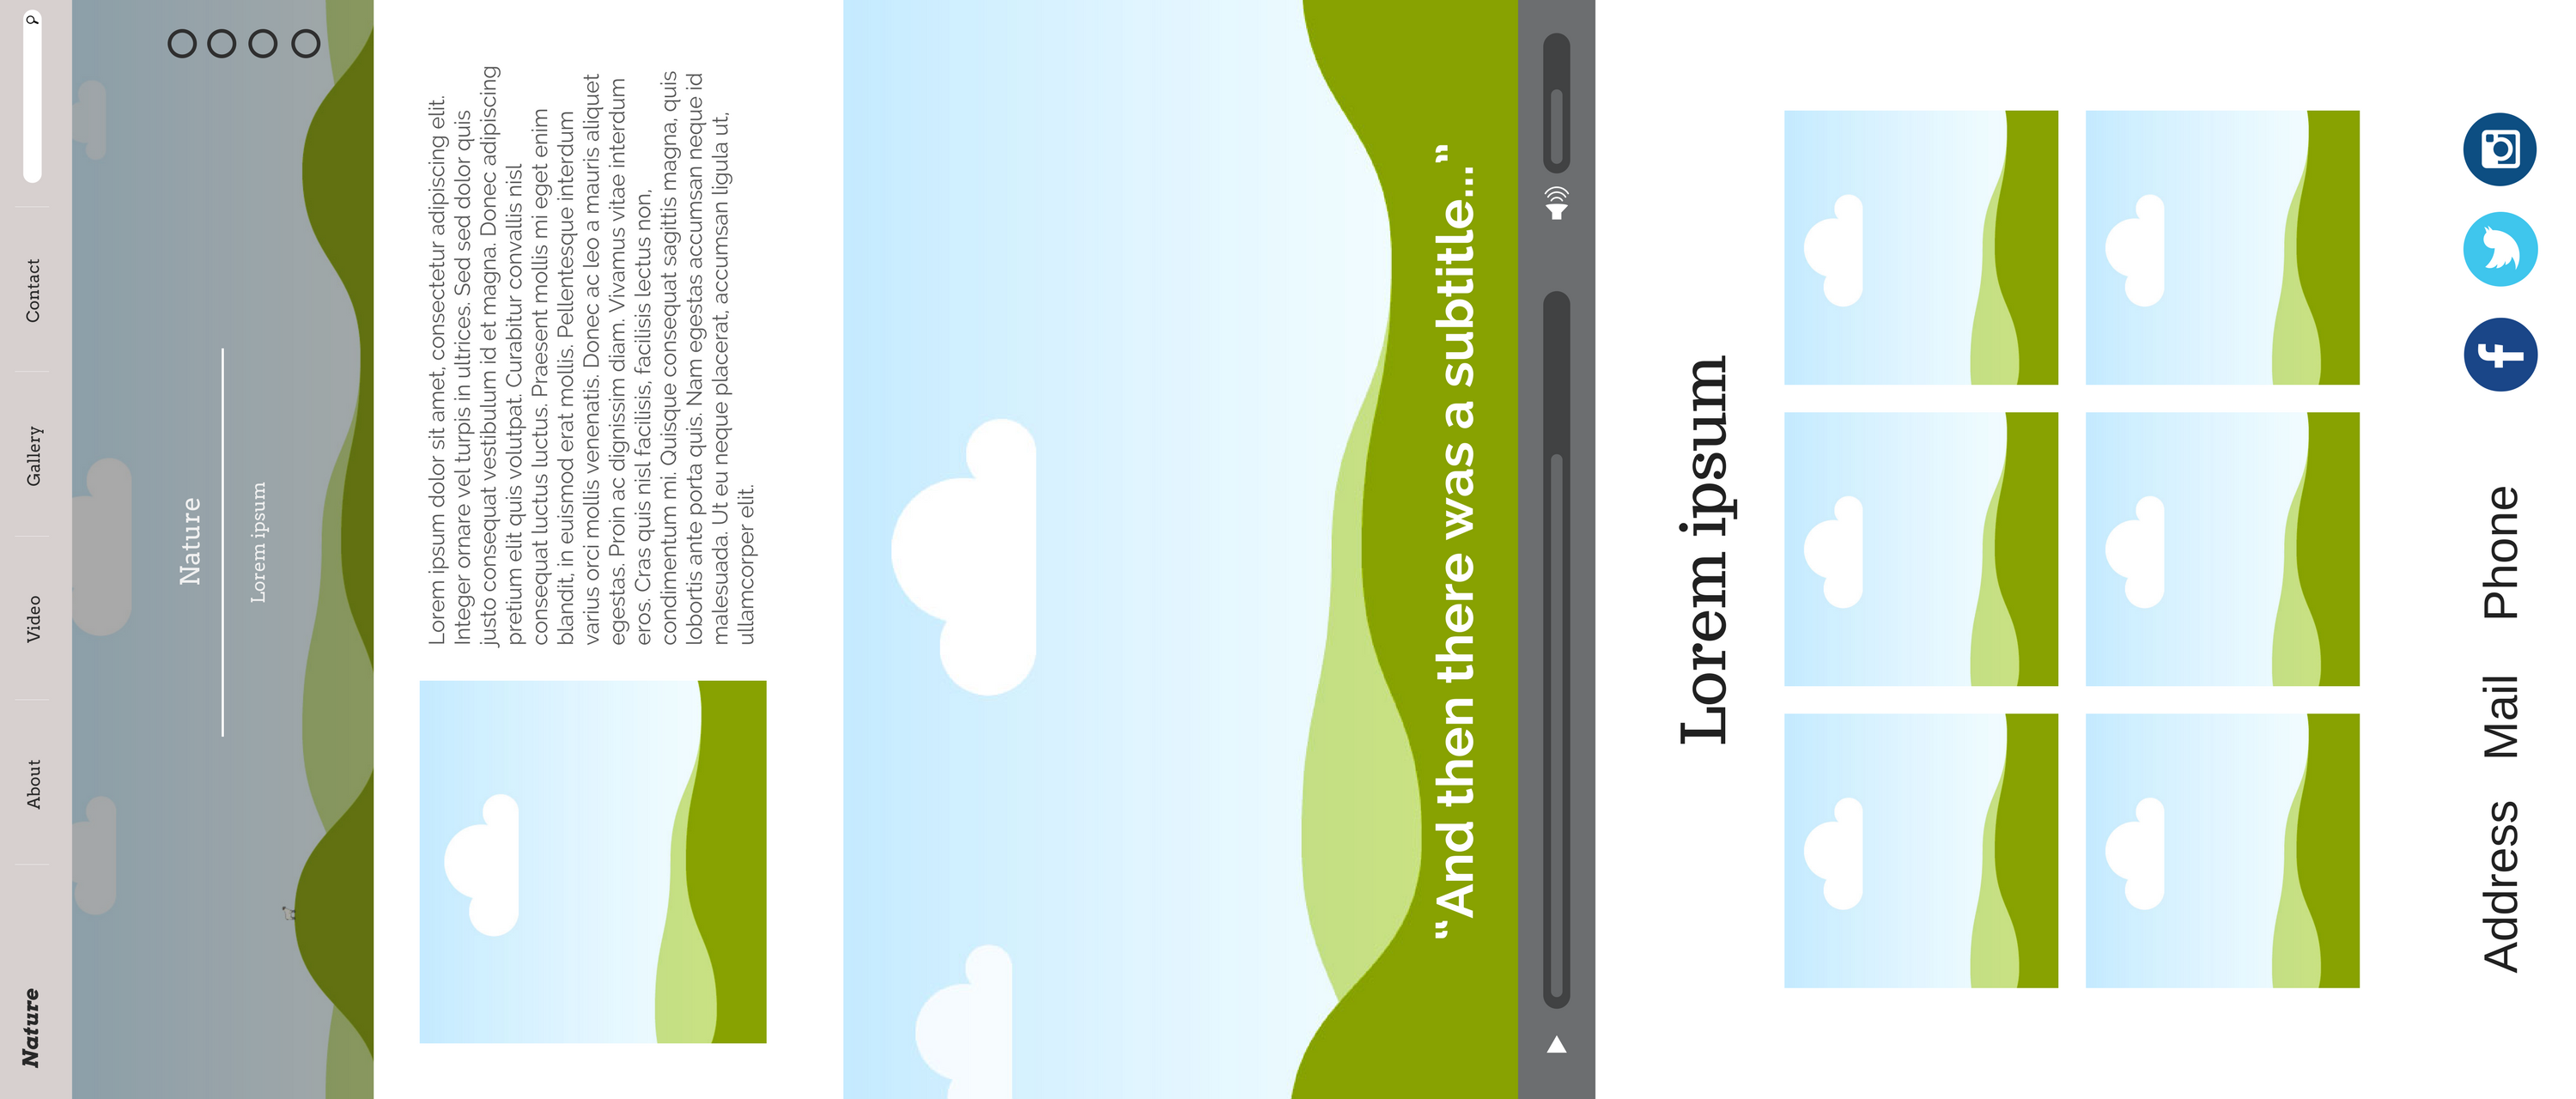 Nature
About
Video
Gallery
Contact
Nature
Lorem ipsum
Lorem ipsum dolor sit amet, consectetur adipiscing elit.
Integer ornare vel turpis in ultrices. Sed sed dolor quis
justo consequat vestibulum id et magna. Donec adipiscing
pretium elit quis volutpat. Curabitur convallis nisl
consequat luctus luctus. Praesent mollis mi eget enim
blandit, in euismod erat mollis. Pellentesque interdum
varius orci mollis venenatis. Donec ac leo a mauris aliquet
egestas. Proin ac dignissim diam. Vivamus vitae interdum
eros. Cras quis nisl facilisis, facilisis lectus non,
condimentum mi. Quisque consequat sagittis magna, quis
lobortis ante porta quis. Nam egestas accumsan neque id
malesuada. Ut eu neque placerat, accumsan ligula ut,
ullamcorper elit.
“And then there was a subtitle...“
Lorem ipsum
Address Mail Phone